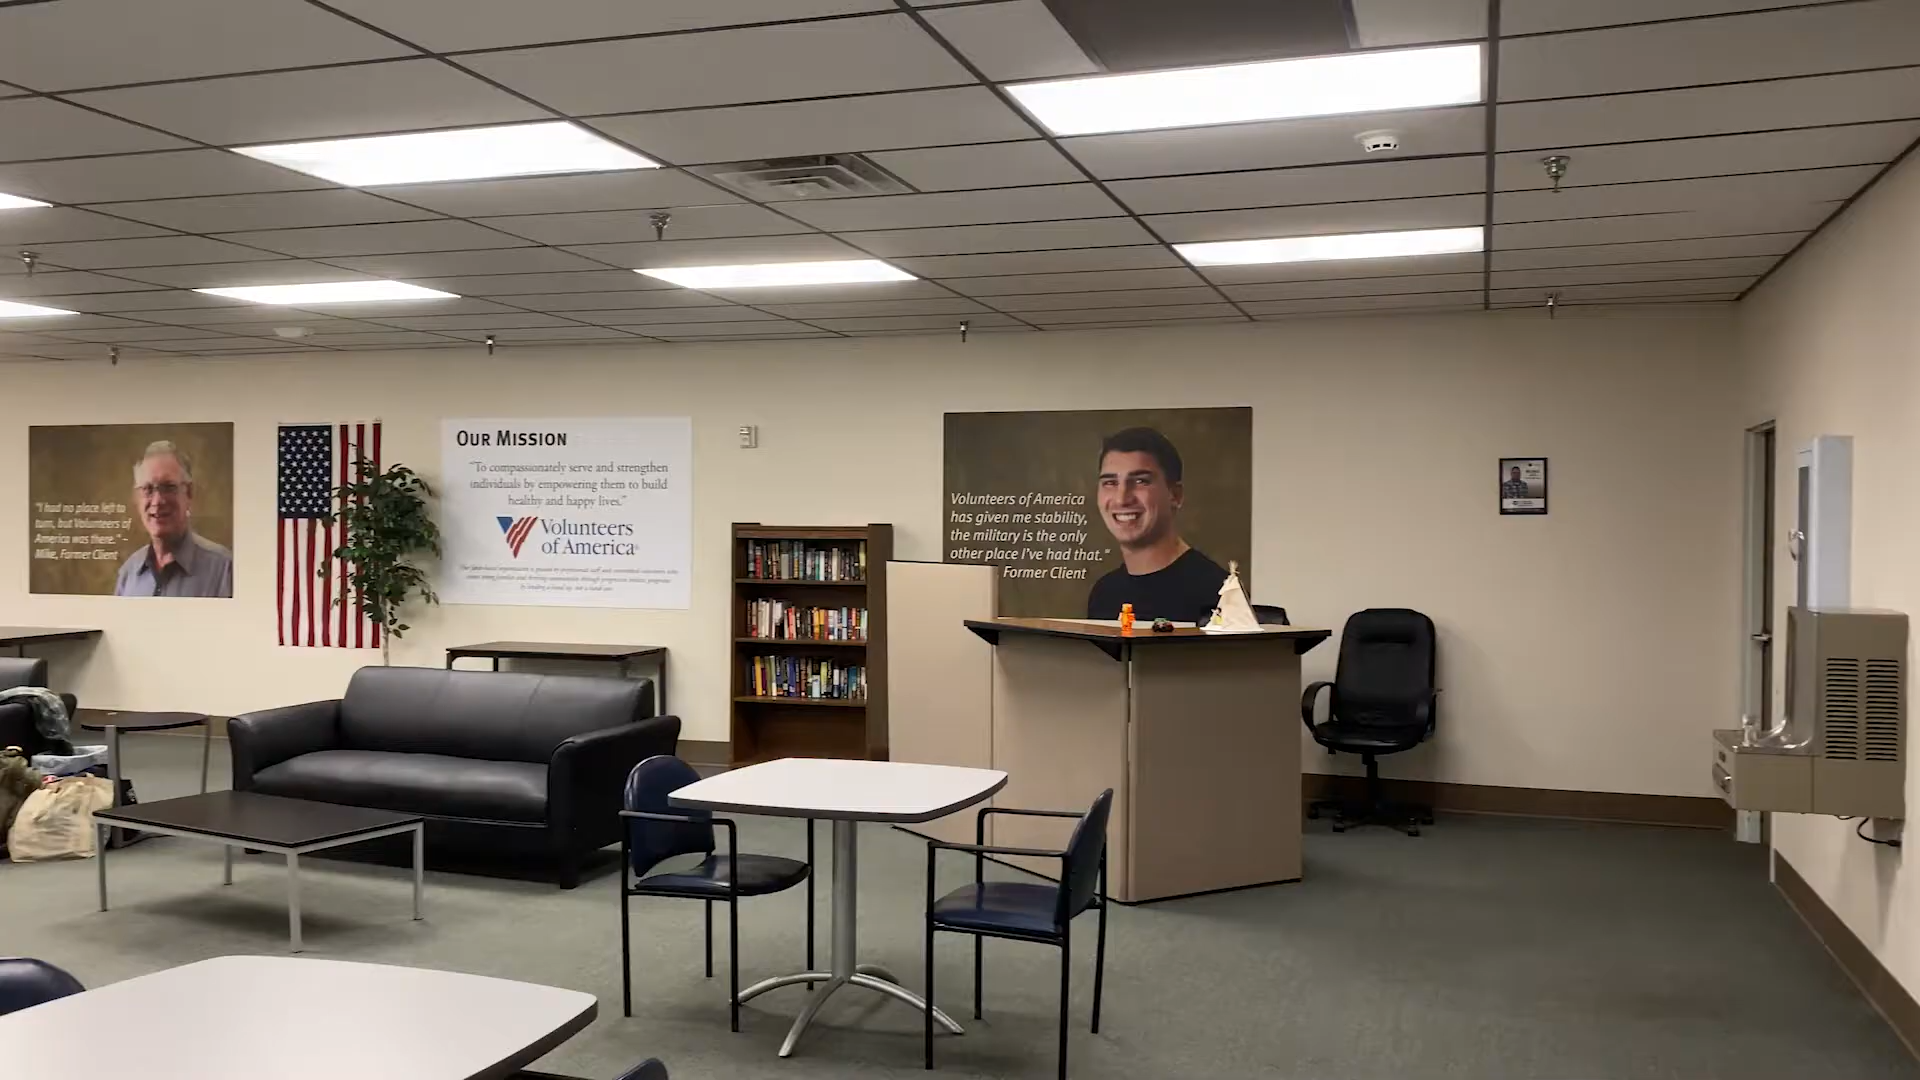 "I had no place left to
turn, but Volunteers of
America was there." –
Mike, Former Client
OUR MISSION
"To compassionately serve and strengthen
individuals by empowering them to build
healthy and happy lives."
Volunteers
of America
Volunteers of America
has given me stability,
the military is the only
other place I've had that."
Former Client